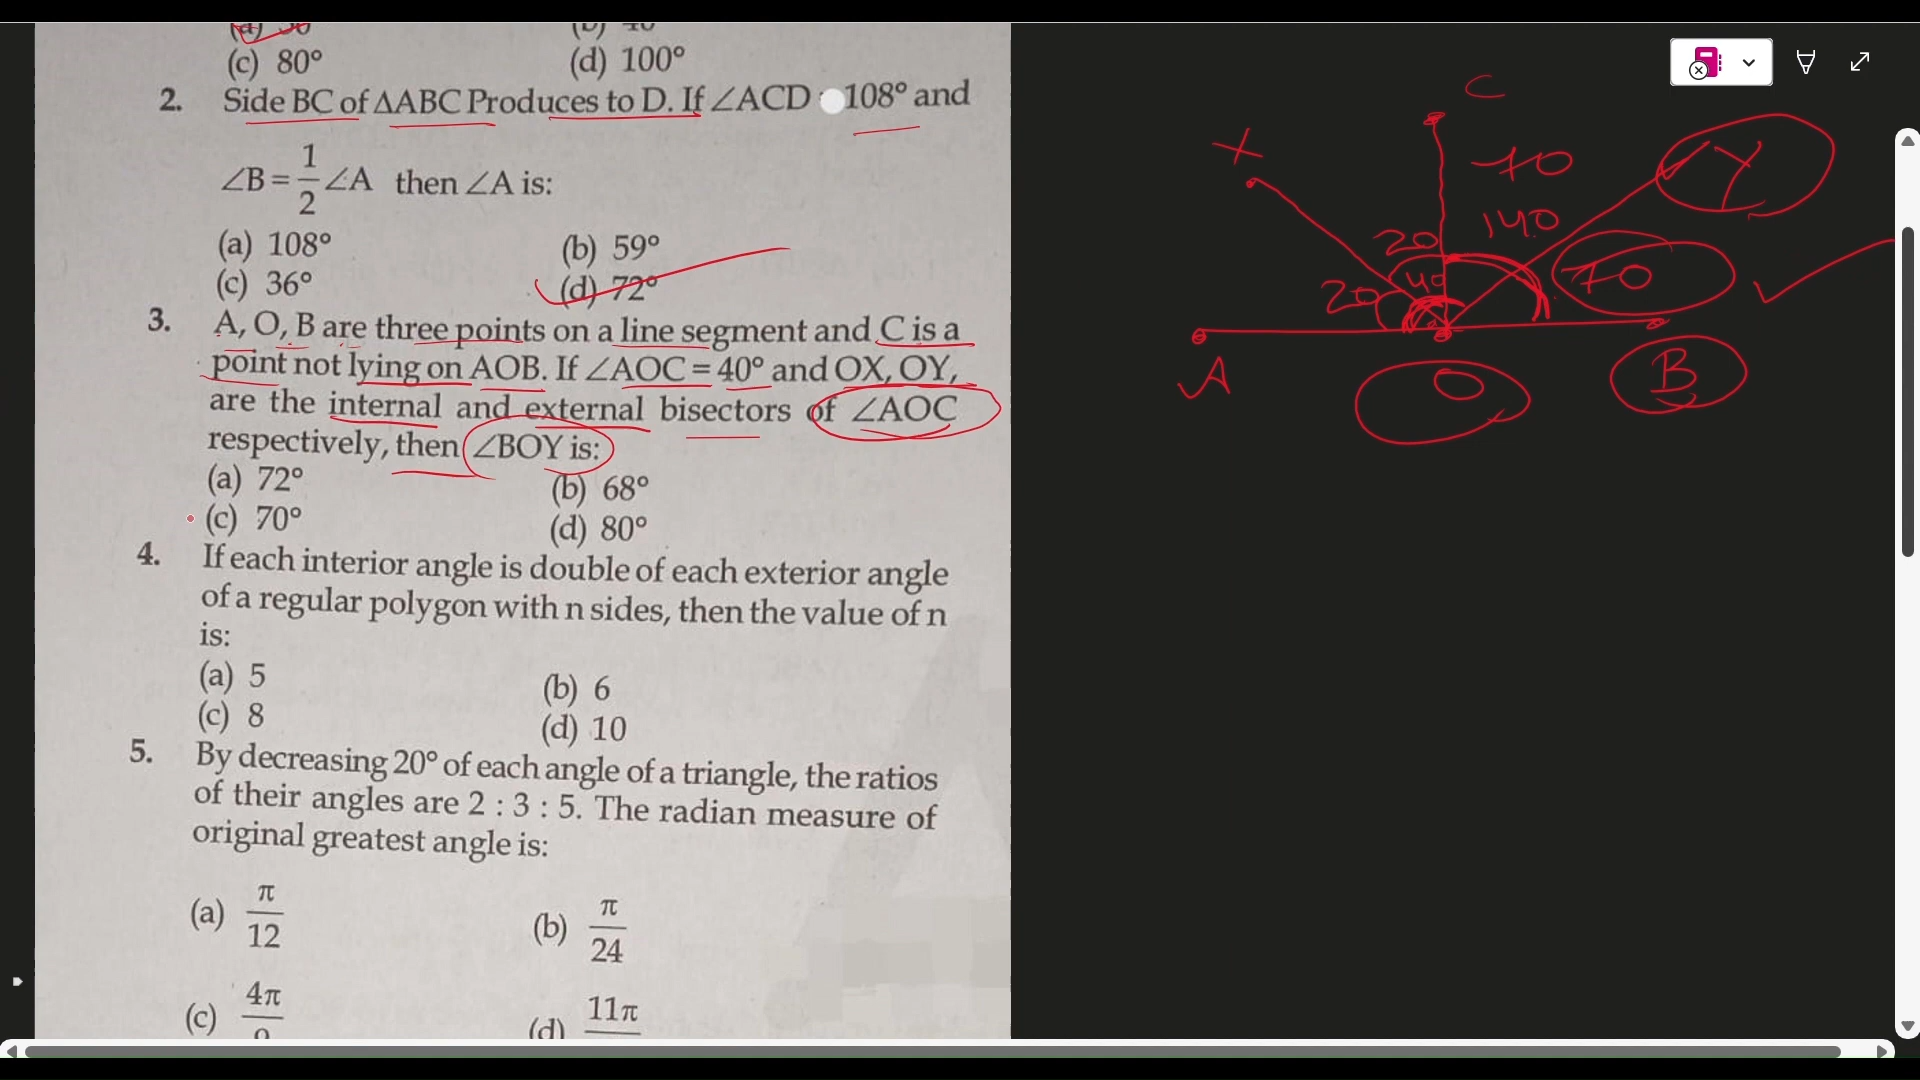 (c) 80°
(d) 100°
2. Side BC of ΔABC Produces to D. If ∠ACD 108° and
∠B = 1/2 ∠A then ∠A is:
(a) 108°
(b) 59°
(c) 36°
(d) 72°
3. A, O, B are three points on a line segment and C is a
point not lying on AOB. If ∠AOC = 40° and OX, OY,
are the internal and external bisectors of ∠AOC
respectively, then ∠BOY is:
(a) 72°
(b) 68°
(c) 70°
(d) 80°
4. If each interior angle is double of each exterior angle
of a regular polygon with n sides, then the value of n
is:
(a) 5
(b) 6
(c) 8
(d) 10
5. By decreasing 20° of each angle of a triangle, the ratios
of their angles are 2 : 3 : 5. The radian measure of
original greatest angle is:
(a) π/12
(b) π/24
(c) 4π
(d) 11π
C
X
70
Y
140
20
40
70
20
A
O
B